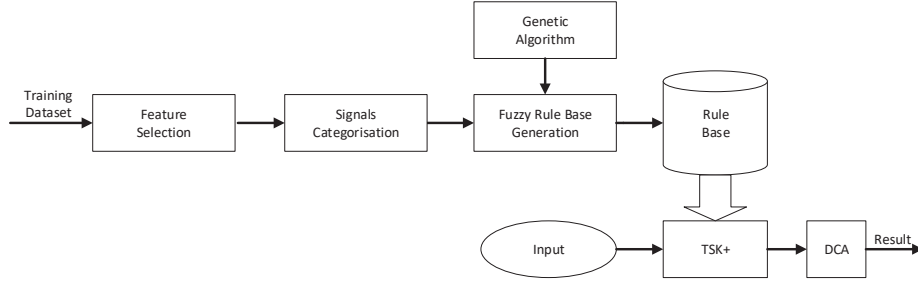 Genetic
Algorithm
Training
Dataset
Feature
Selection
Signals
Categorisation
Fuzzy Rule Base
Generation
Rule
Base
Input
TSK+
DCA
Result